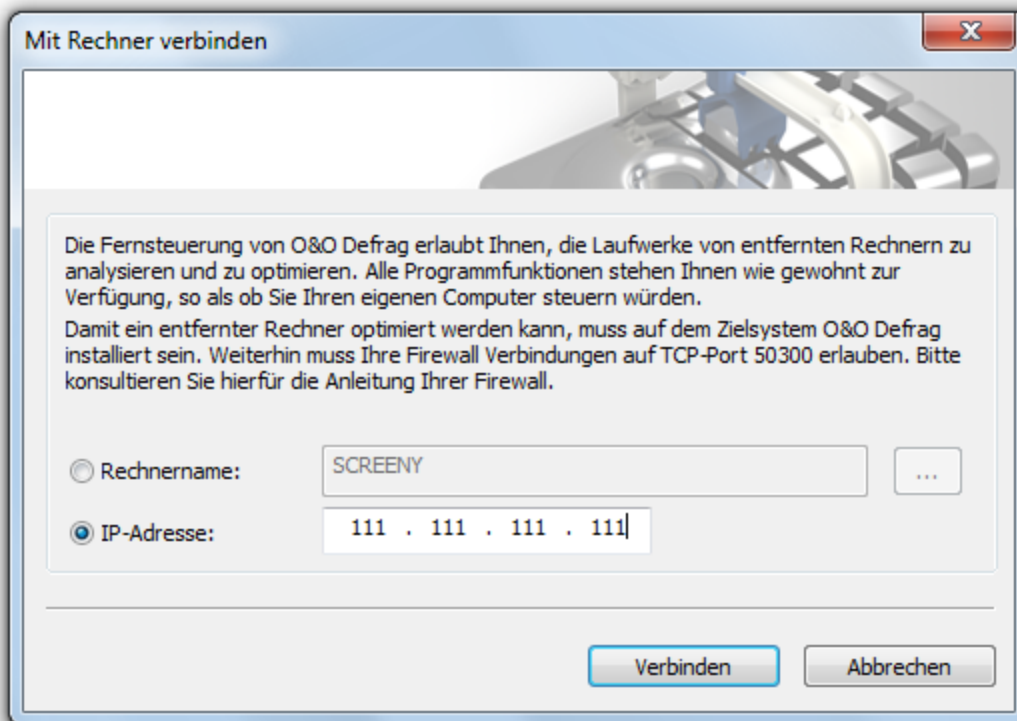 Mit Rechner verbinden
Die Fernsteuerung von O&O Defrag erlaubt Ihnen, die Laufwerke von entfernten Rechnern zu
analysieren und zu optimieren. Alle Programmfunktionen stehen Ihnen wie gewohnt zur
Verfügung, so als ob Sie Ihren eigenen Computer steuern würden.
Damit ein entfernter Rechner optimiert werden kann, muss auf dem Zielsystem O&O Defrag
installiert sein. Weiterhin muss Ihre Firewall Verbindungen auf TCP-Port 50300 erlauben. Bitte
konsultieren Sie hierfür die Anleitung Ihrer Firewall.
Rechnername: SCREENY ...
IP-Adresse: 111 . 111 . 111 . 111
Verbinden Abbrechen